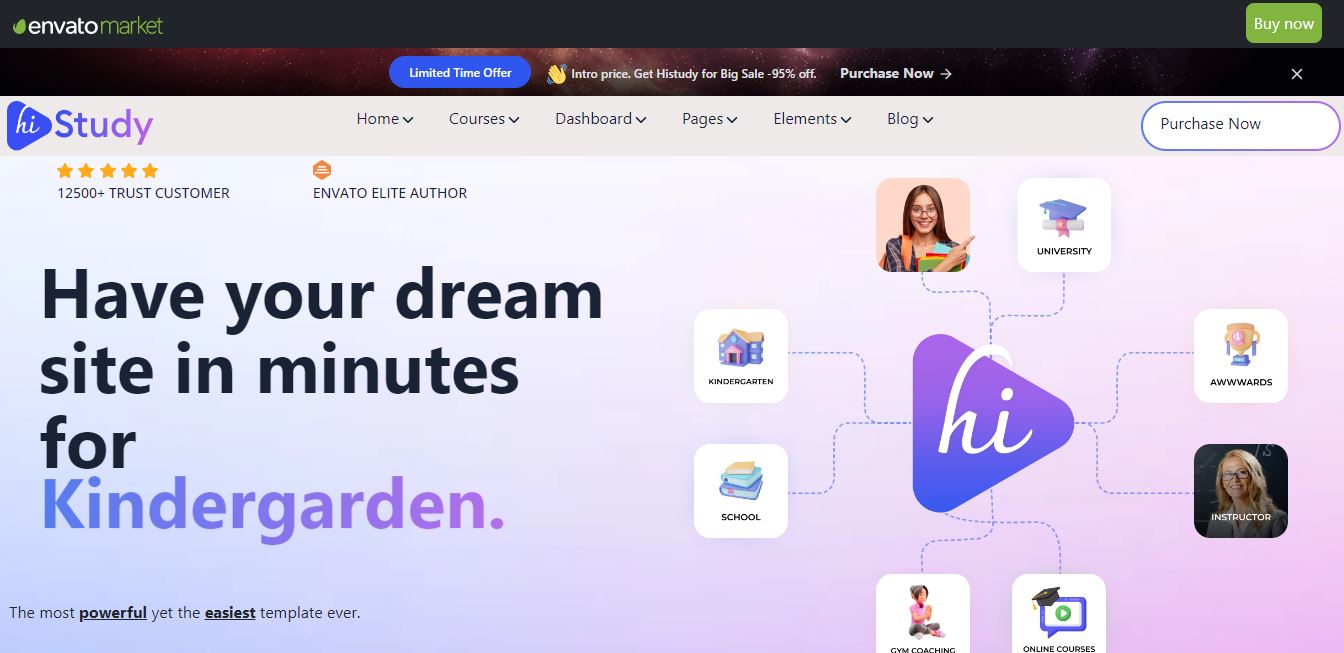 envatomarket
Buy now
Limited Time Offer
👋 Intro price. Get Histudy for Big Sale -95% off.
Purchase Now →
hi Study
Home
Courses
Dashboard
Pages
Elements
Blog
Purchase Now
12500+ TRUST CUSTOMER
ENVATO ELITE AUTHOR
Have your dream
site in minutes
for
Kindergarden.
The most powerful yet the easiest template ever.
UNIVERSITY
KINDERGARTEN
AWWWARDS
hi
SCHOOL
INSTRUCTOR
GYM COACHING
ONLINE COURSES